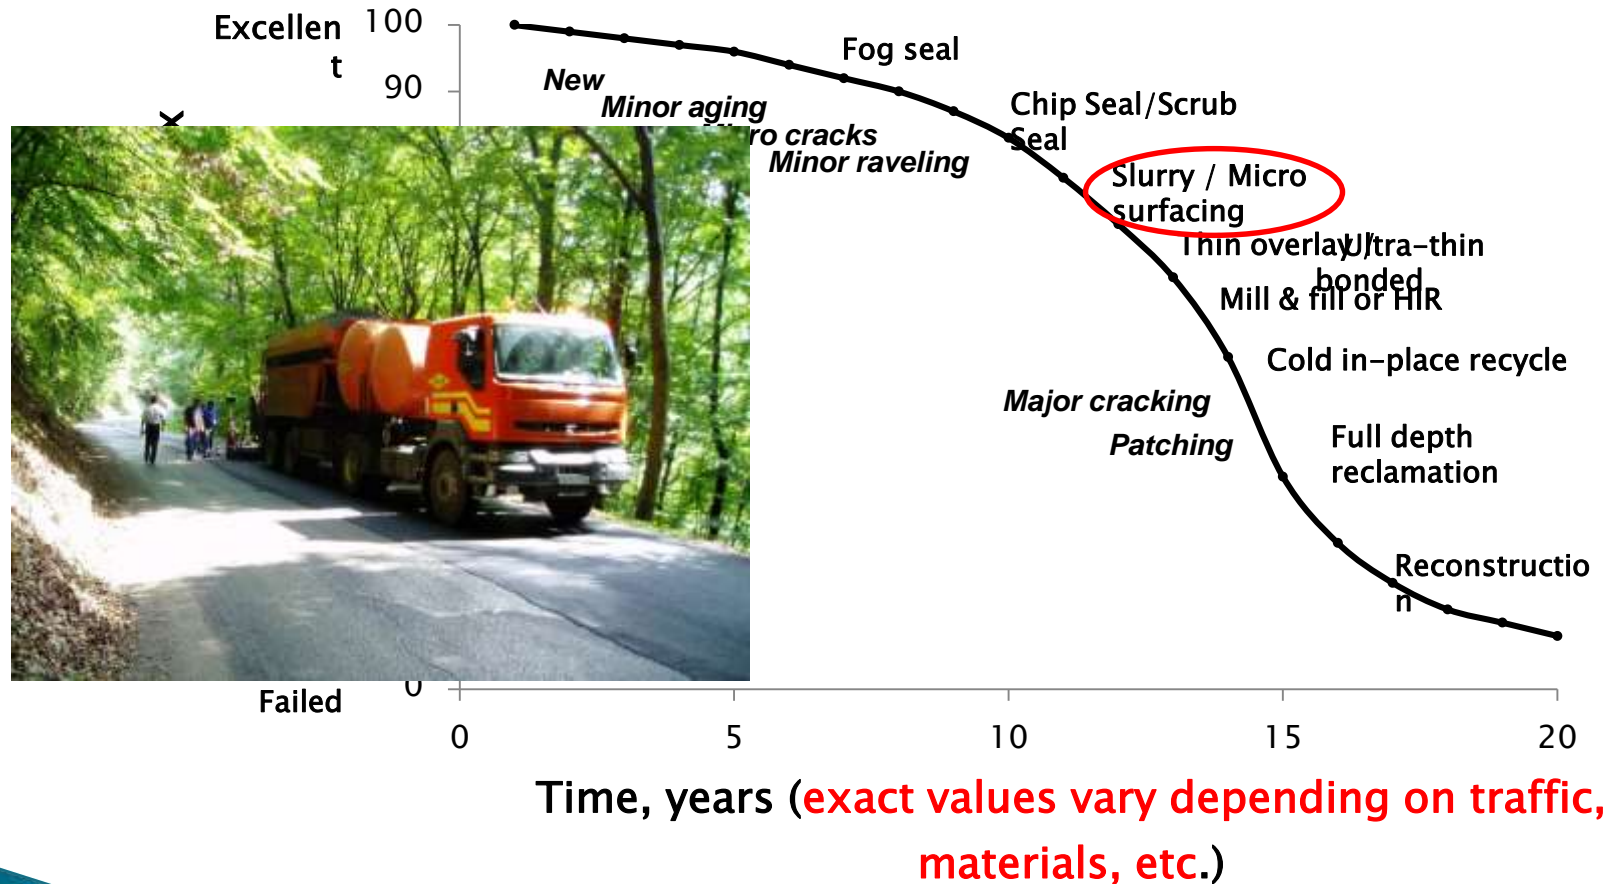 Excellen
t
100
90
X
New
Minor aging
cracks
Minor raveling
Fog seal
Chip Seal/Scrub
Seal
Slurry / Micro
surfacing
Thin overlay /
Ultra-thin
bonded
Mill & fill or HIR
Cold in-place recycle
Major cracking
Patching
Full depth
reclamation
Reconstructio
n
0
Failed
0 5 10 15 20
Time, years (exact values vary depending on traffic,
materials, etc.)